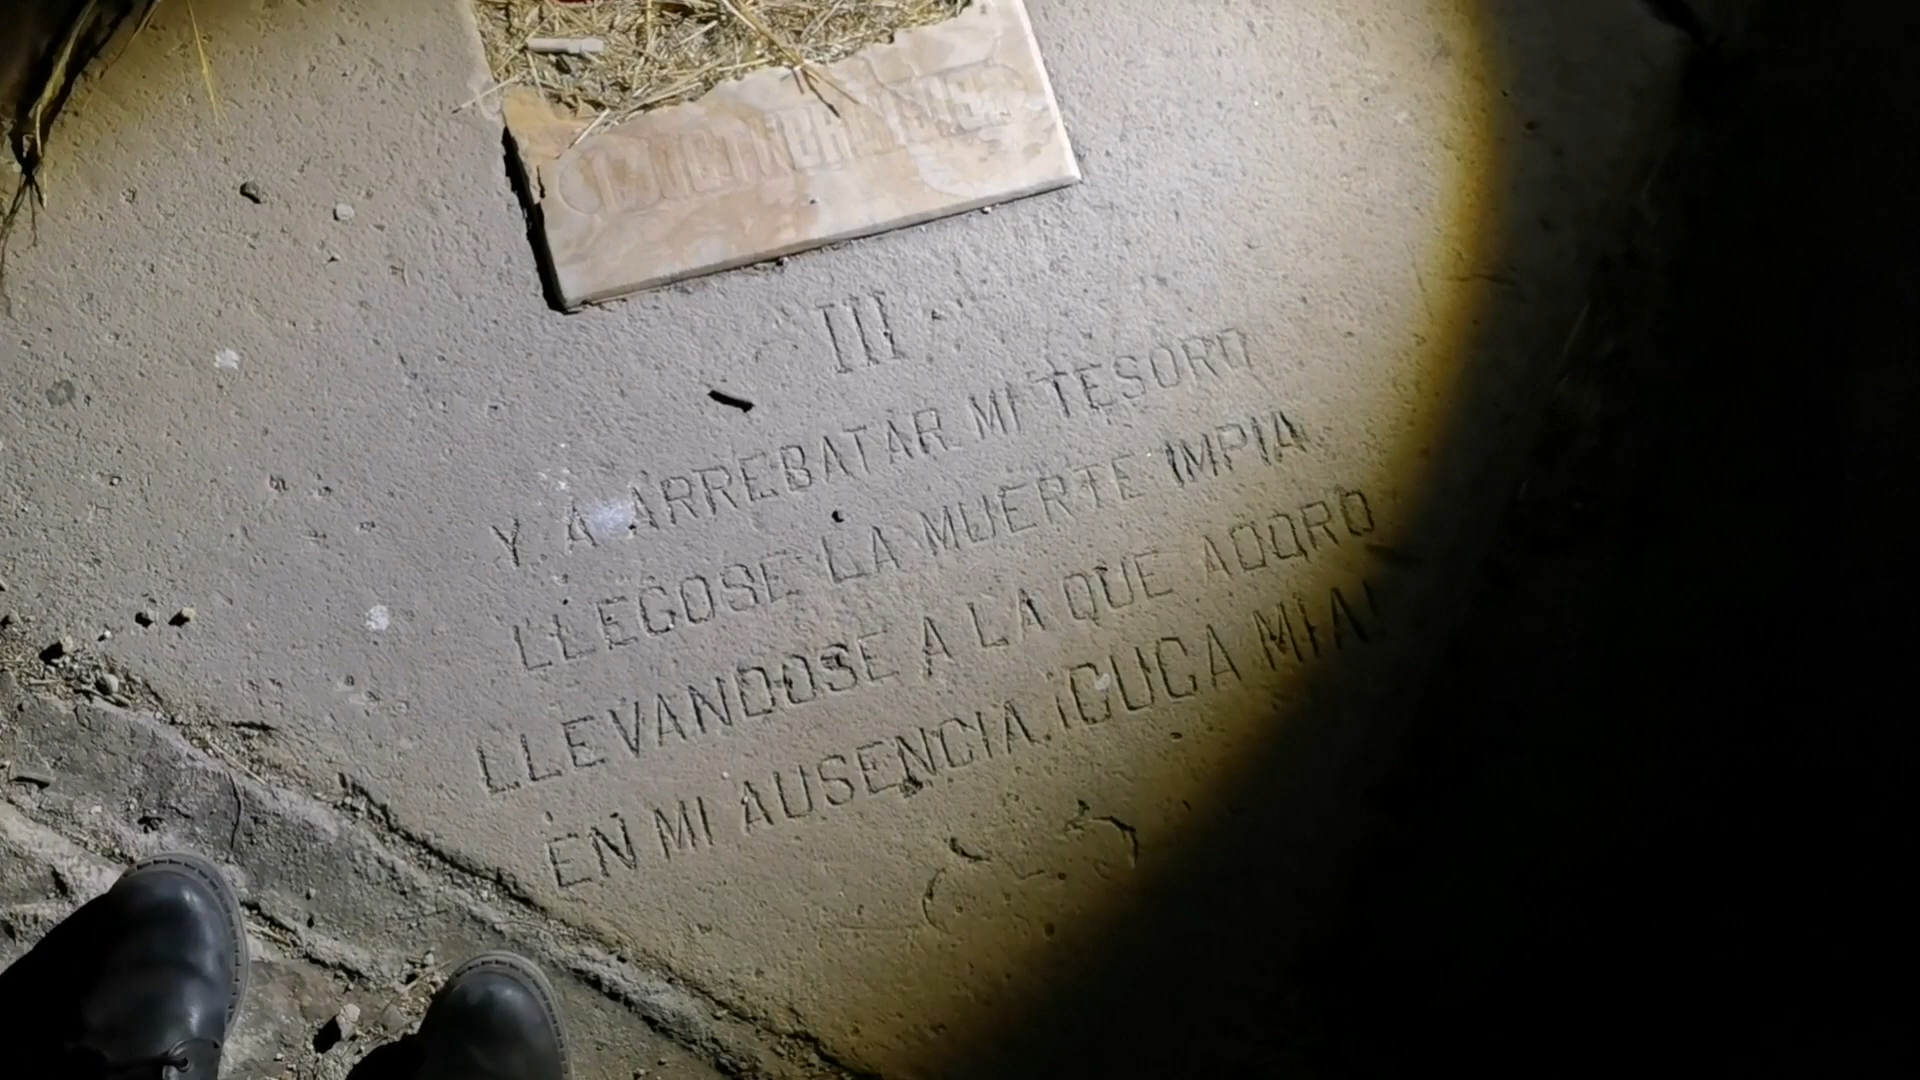 III
Y A ARREBATAR MI TESORO
LLEGOSE LA MUERTE IMPIA
LLEVANDOSE A LA QUE ADORO
EN MI AUSENCIA. ¡CUCA MIA!